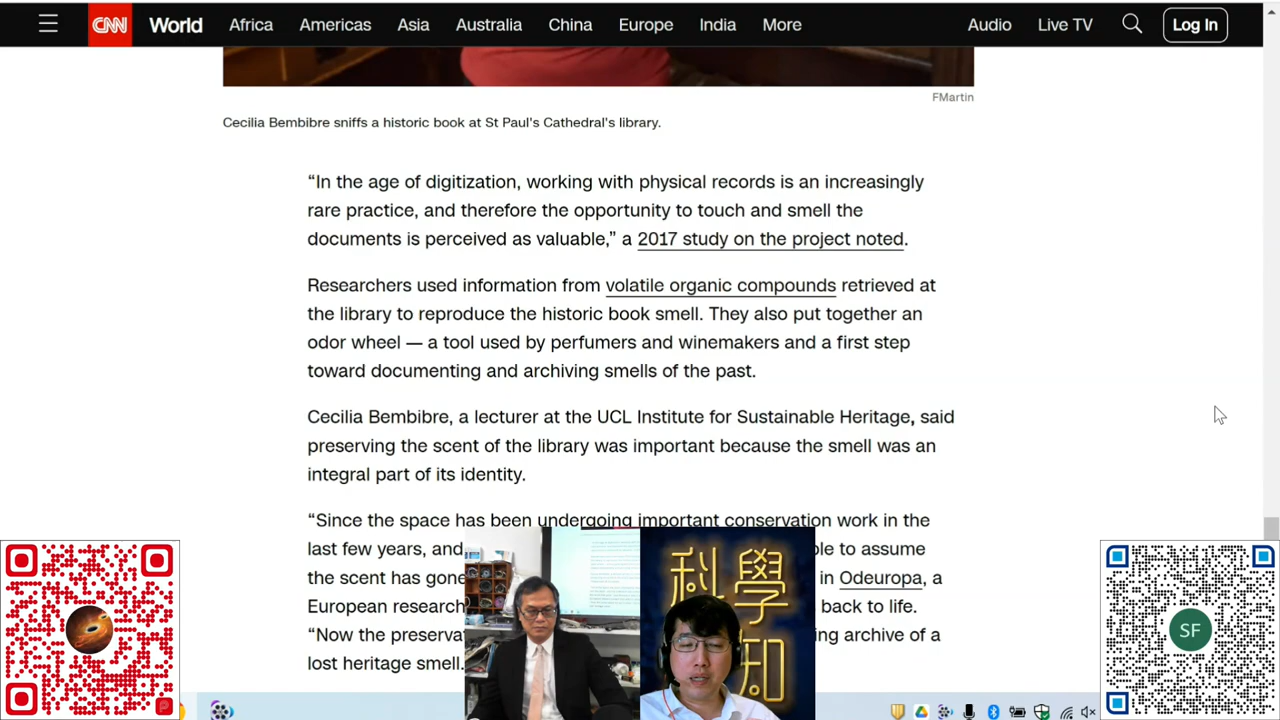 CNN World Africa Americas Asia Australia China Europe India More Audio Live TV Log In
FMartin
Cecilia Bembibre sniffs a historic book at St Paul's Cathedral's library.
“In the age of digitization, working with physical records is an increasingly
rare practice, and therefore the opportunity to touch and smell the
documents is perceived as valuable,” a 2017 study on the project noted.
Researchers used information from volatile organic compounds retrieved at
the library to reproduce the historic book smell. They also put together an
odor wheel — a tool used by perfumers and winemakers and a first step
toward documenting and archiving smells of the past.
Cecilia Bembibre, a lecturer at the UCL Institute for Sustainable Heritage, said
preserving the scent of the library was important because the smell was an
integral part of its identity.
“Since the space has been undergoing important conservation work in the
last few years, and to assume
the scent has gone in Odeuropa, a
European research back to life.
“Now the archive of a
lost heritage smell.
科學
知
SF